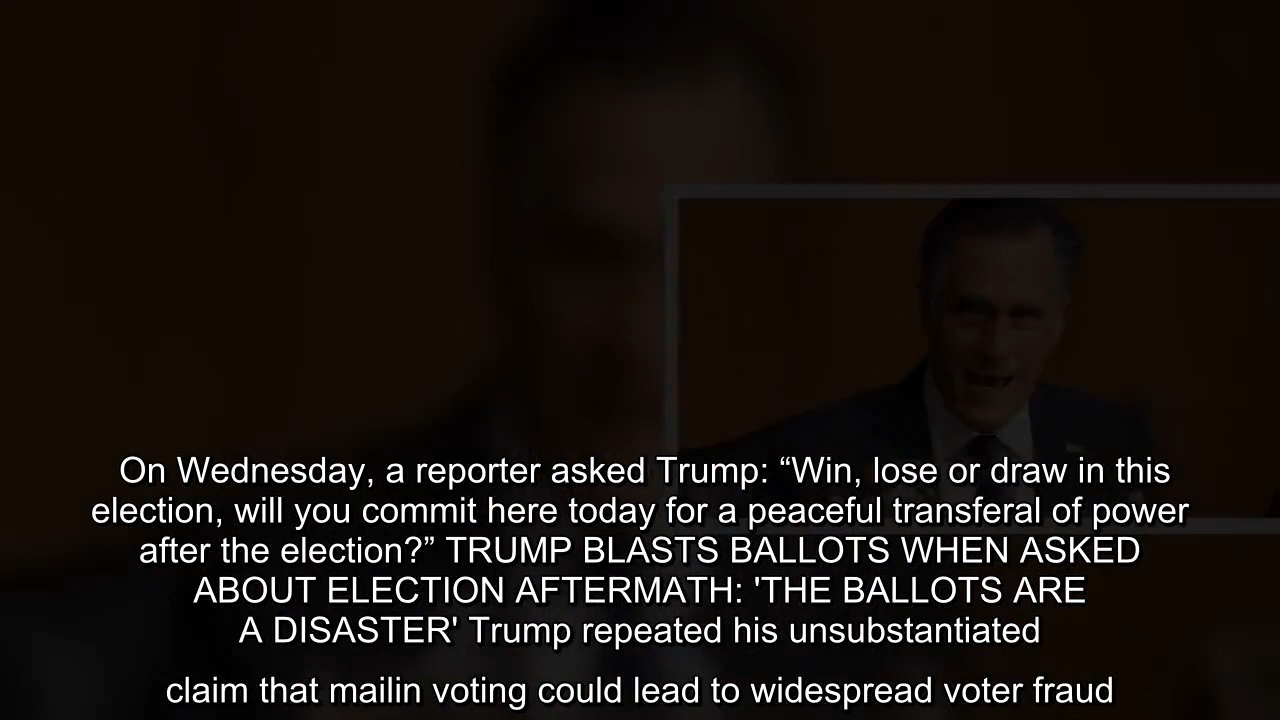 On Wednesday, a reporter asked Trump: “Win, lose or draw in this
election, will you commit here today for a peaceful transferal of power
after the election?” TRUMP BLASTS BALLOTS WHEN ASKED
ABOUT ELECTION AFTERMATH: 'THE BALLOTS ARE
A DISASTER' Trump repeated his unsubstantiated
claim that mailin voting could lead to widespread voter fraud